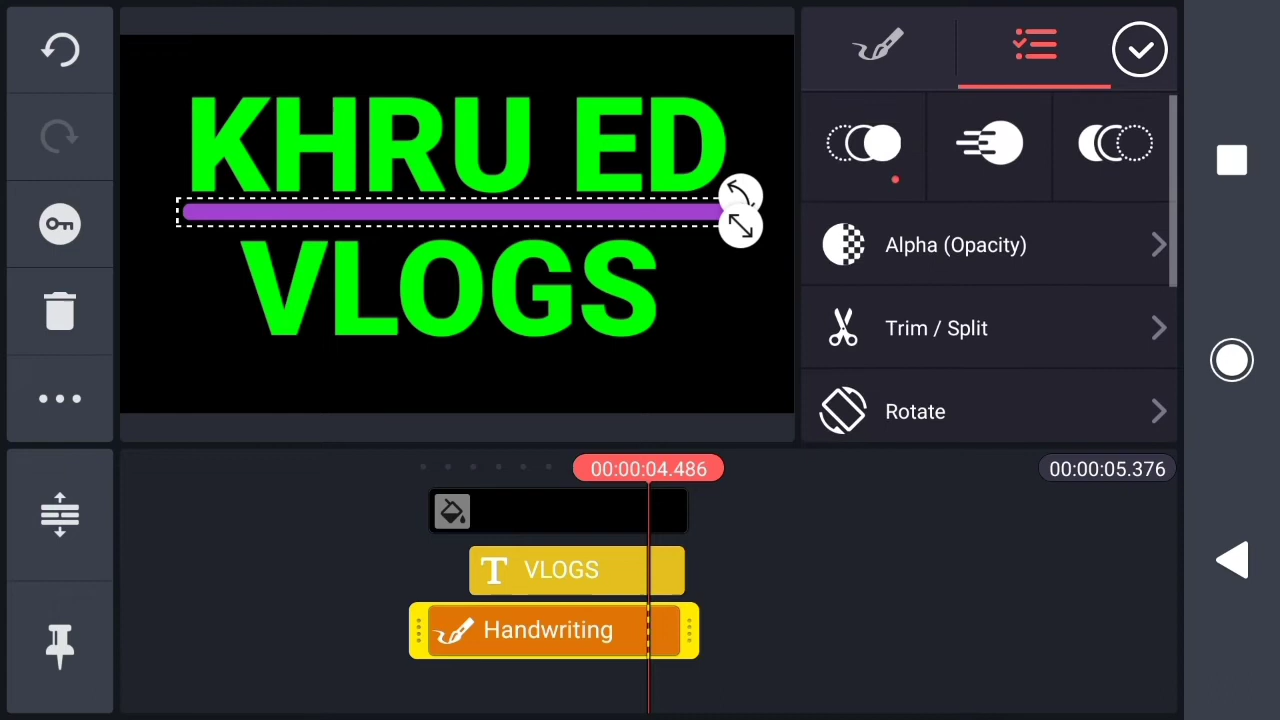 KHRU ED
VLOGS
Alpha (Opacity)
Trim / Split
Rotate
00:00:04.486
00:00:05.376
T VLOGS
Handwriting